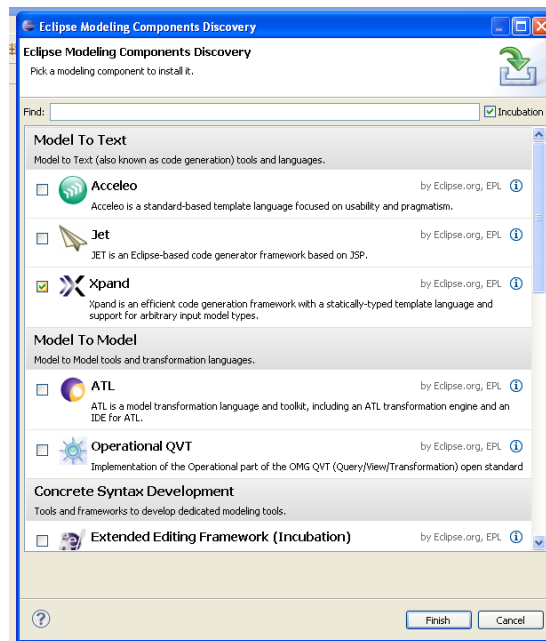 Eclipse Modeling Components Discovery
Eclipse Modeling Components Discovery
Pick a modeling component to install it.
Find:
Incubation
Model To Text
Model to Text (also known as code generation) tools and languages.
Acceleo
by Eclipse.org, EPL
Acceleo is a standard-based template language focused on usability and pragmatism.
Jet
by Eclipse.org, EPL
JET is an Eclipse-based code generator framework based on JSP.
Xpand
by Eclipse.org, EPL
Xpand is an efficient code generation framework with a statically-typed template language and
support for arbitrary input model types.
Model To Model
Model to Model tools and transformation languages.
ATL
by Eclipse.org, EPL
ATL is a model transformation language and toolkit, including an ATL transformation engine and an
IDE for ATL.
Operational QVT
by Eclipse.org, EPL
Implementation of the Operational part of the OMG QVT (Query/View/Transformation) open standard
Concrete Syntax Development
Tools and frameworks to develop dedicated modeling tools.
Extended Editing Framework (Incubation)
by Eclipse.org, EPL
Finish
Cancel